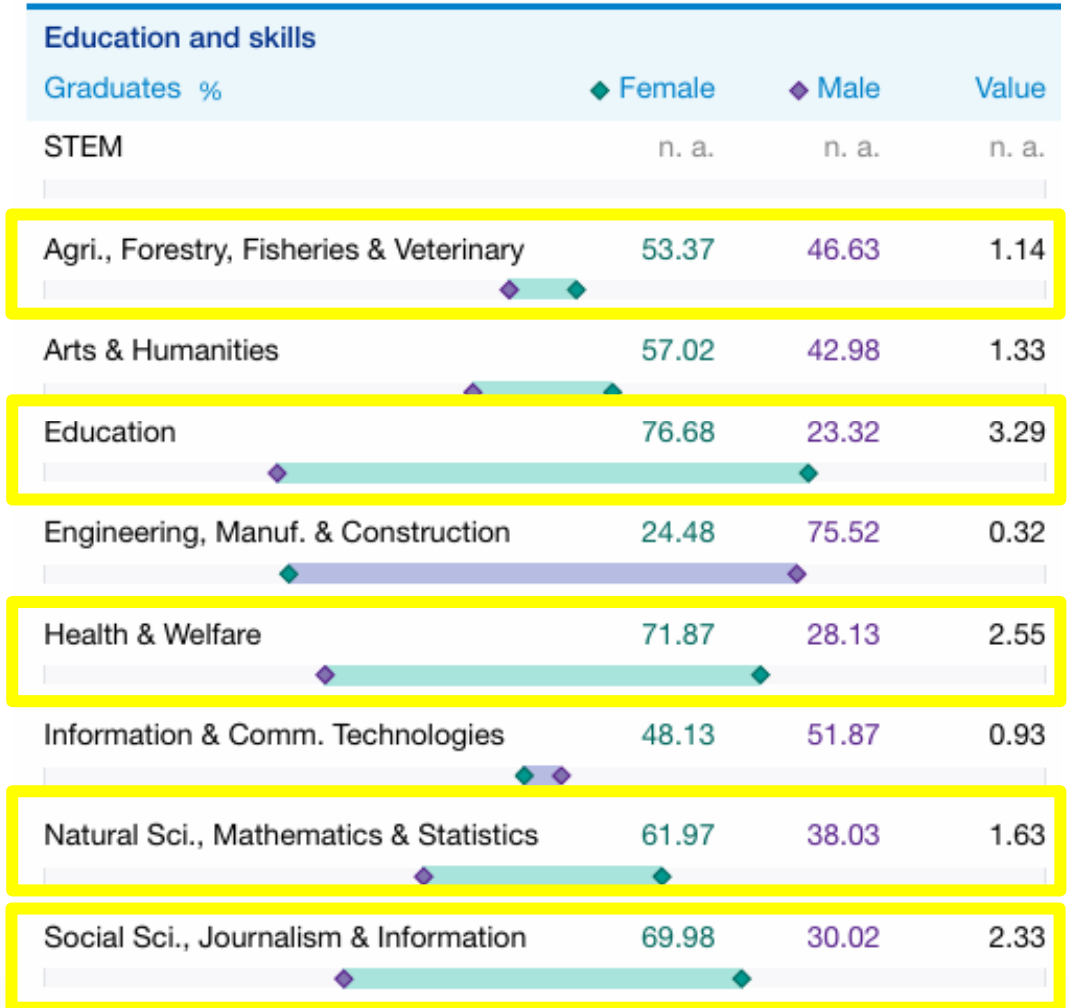 Education and skills
Graduates % Female Male Value
STEM n. a. n. a. n. a.
Agri., Forestry, Fisheries & Veterinary 53.37 46.63 1.14
Arts & Humanities 57.02 42.98 1.33
Education 76.68 23.32 3.29
Engineering, Manuf. & Construction 24.48 75.52 0.32
Health & Welfare 71.87 28.13 2.55
Information & Comm. Technologies 48.13 51.87 0.93
Natural Sci., Mathematics & Statistics 61.97 38.03 1.63
Social Sci., Journalism & Information 69.98 30.02 2.33